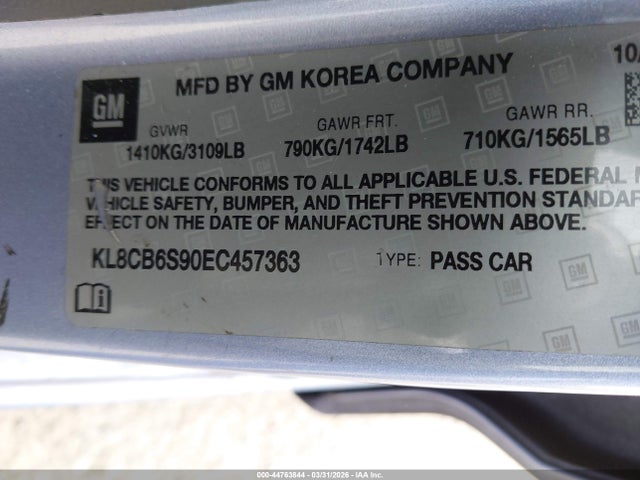 GM
MFD BY GM KOREA COMPANY
10/
GVWR GAWR FRT. GAWR RR.
1410KG/3109LB 790KG/1742LB 710KG/1565LB
THIS VEHICLE CONFORMS TO ALL APPLICABLE U.S. FEDERAL M
VEHICLE SAFETY, BUMPER, AND THEFT PREVENTION STANDAR
EFFECT ON THE DATE OF MANUFACTURE SHOWN ABOVE.
KL8CB6S90EC457363 TYPE: PASS CAR
000-44763844 | 03/31/2026 - IAA Inc.